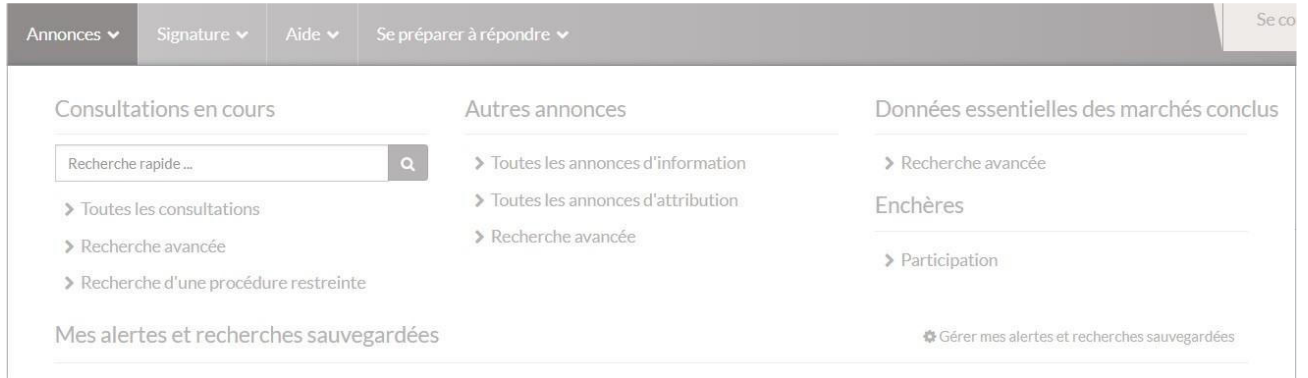 Annonces
Signature
Aide
Se préparer à répondre
Se co
Consultations en cours
Recherche rapide ...
Toutes les consultations
Recherche avancée
Recherche d'une procédure restreinte
Autres annonces
Toutes les annonces d'information
Toutes les annonces d'attribution
Recherche avancée
Données essentielles des marchés conclus
Recherche avancée
Enchères
Participation
Mes alertes et recherches sauvegardées
Gérer mes alertes et recherches sauvegardées